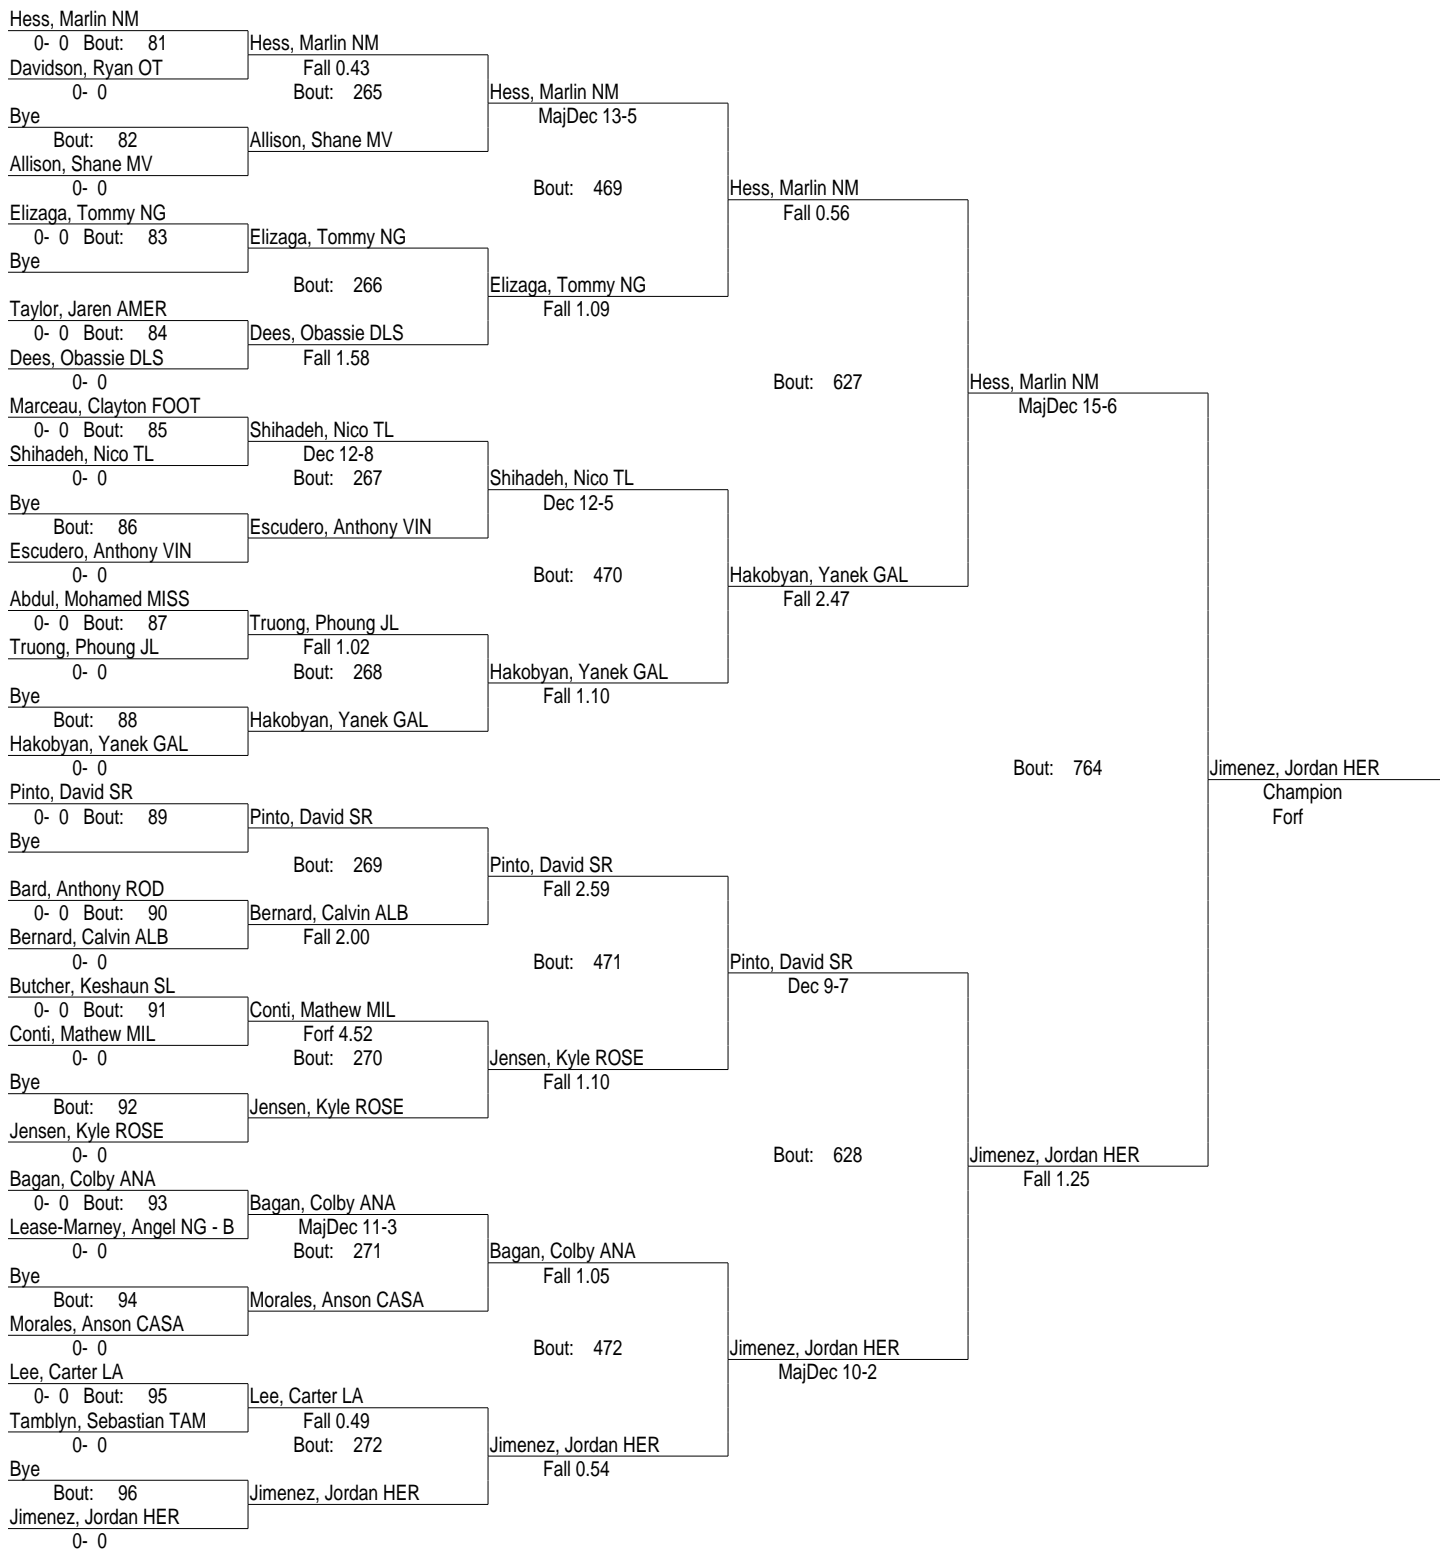 Hess, Marlin NM
0- 0 Bout: 81
Davidson, Ryan OT
0- 0
Bye
Bout: 82
Allison, Shane MV
0- 0
Elizaga, Tommy NG
0- 0 Bout: 83
Bye
Taylor, Jaren AMER
0- 0 Bout: 84
Dees, Obassie DLS
0- 0
Marceau, Clayton FOOT
0- 0 Bout: 85
Shihadeh, Nico TL
0- 0
Bye
Bout: 86
Escudero, Anthony VIN
0- 0
Abdul, Mohamed MISS
0- 0 Bout: 87
Truong, Phoung JL
0- 0
Bye
Bout: 88
Hakobyan, Yanek GAL
0- 0
Pinto, David SR
0- 0 Bout: 89
Bye
Bard, Anthony ROD
0- 0 Bout: 90
Bernard, Calvin ALB
0- 0
Butcher, Keshaun SL
0- 0 Bout: 91
Conti, Mathew MIL
0- 0
Bye
Bout: 92
Jensen, Kyle ROSE
0- 0
Bagan, Colby ANA
0- 0 Bout: 93
Lease-Marney, Angel NG - B
0- 0
Bye
Bout: 94
Morales, Anson CASA
0- 0
Lee, Carter LA
0- 0 Bout: 95
Tamblyn, Sebastian TAM
0- 0
Bye
Bout: 96
Jimenez, Jordan HER
0- 0
Hess, Marlin NM
Fall 0.43
Bout: 265
Allison, Shane MV
Elizaga, Tommy NG
Bout: 266
Dees, Obassie DLS
Fall 1.58
Shihadeh, Nico TL
Dec 12-8
Bout: 267
Escudero, Anthony VIN
Truong, Phoung JL
Fall 1.02
Bout: 268
Hakobyan, Yanek GAL
Pinto, David SR
Bout: 269
Bernard, Calvin ALB
Fall 2.00
Conti, Mathew MIL
Forf 4.52
Bout: 270
Jensen, Kyle ROSE
Bagan, Colby ANA
MajDec 11-3
Bout: 271
Morales, Anson CASA
Lee, Carter LA
Fall 0.49
Bout: 272
Jimenez, Jordan HER
Hess, Marlin NM
MajDec 13-5
Bout: 469
Elizaga, Tommy NG
Fall 1.09
Shihadeh, Nico TL
Dec 12-5
Bout: 470
Hakobyan, Yanek GAL
Fall 1.10
Pinto, David SR
Fall 2.59
Bout: 471
Jensen, Kyle ROSE
Fall 1.10
Bagan, Colby ANA
Fall 1.05
Bout: 472
Jimenez, Jordan HER
Fall 0.54
Hess, Marlin NM
Fall 0.56
Bout: 627
Hakobyan, Yanek GAL
Fall 2.47
Pinto, David SR
Dec 9-7
Bout: 628
Jimenez, Jordan HER
MajDec 10-2
Hess, Marlin NM
MajDec 15-6
Bout: 764
Jimenez, Jordan HER
Fall 1.25
Jimenez, Jordan HER
Champion
Forf